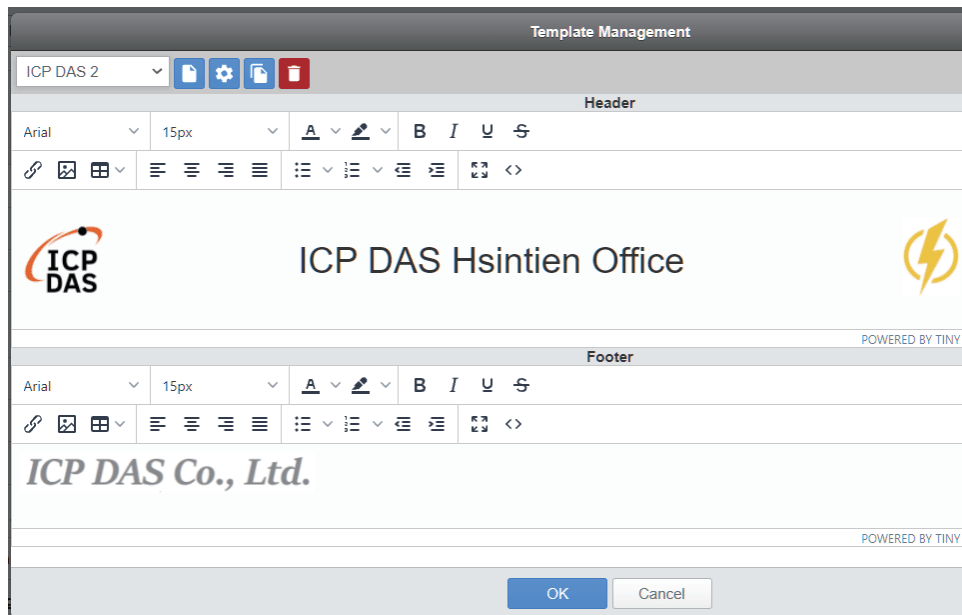 Template Management
ICP DAS 2
Header
Arial 15px A B I U S
ICP
DAS
ICP DAS Hsintien Office
POWERED BY TINY
Footer
Arial 15px A B I U S
ICP DAS Co., Ltd.
POWERED BY TINY
OK Cancel